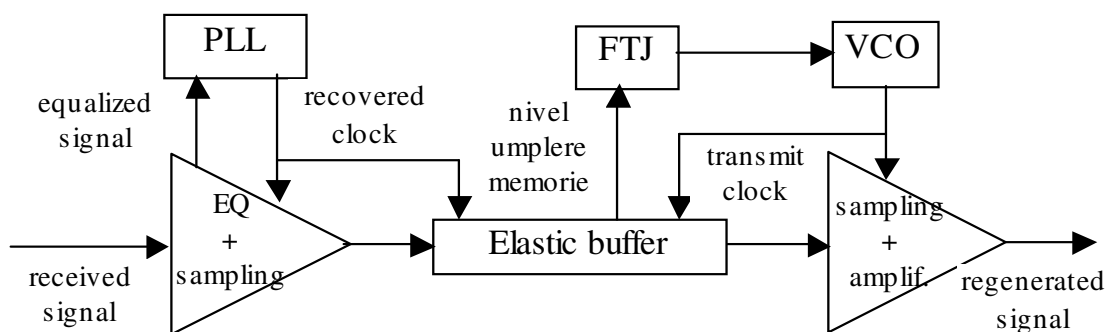 PLL
FTJ
VCO
equalized
signal
recovered
clock
nivel
umplere
memorie
transmit
clock
EQ
+
sampling
Elastic buffer
sampling
+
amplif.
received
signal
regenerated
signal